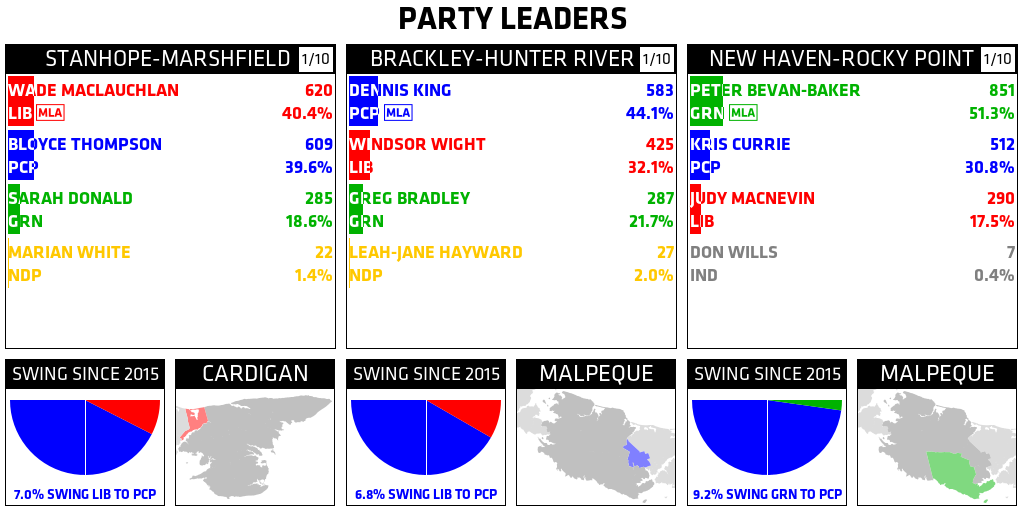 PARTY LEADERS
STANHOPE-MARSHFIELD 1/10
WADE MACLAUCHLAN 620
LIB MLA 40.4%
BLOYCE THOMPSON 609
PCP 39.6%
SARAH DONALD 285
GRN 18.6%
MARIAN WHITE 22
NDP 1.4%
BRACKLEY-HUNTER RIVER 1/10
DENNIS KING 583
PCP MLA 44.1%
WINDSOR WIGHT 425
LIB 32.1%
GREG BRADLEY 287
GRN 21.7%
LEAH-JANE HAYWARD 27
NDP 2.0%
NEW HAVEN-ROCKY POINT 1/10
PETER BEVAN-BAKER 851
GRN MLA 51.3%
KRIS CURRIE 512
PCP 30.8%
JUDY MACNEVIN 290
LIB 17.5%
DON WILLS 7
IND 0.4%
SWING SINCE 2015
7.0% SWING LIB TO PCP
CARDIGAN
SWING SINCE 2015
6.8% SWING LIB TO PCP
MALPEQUE
SWING SINCE 2015
9.2% SWING GRN TO PCP
MALPEQUE